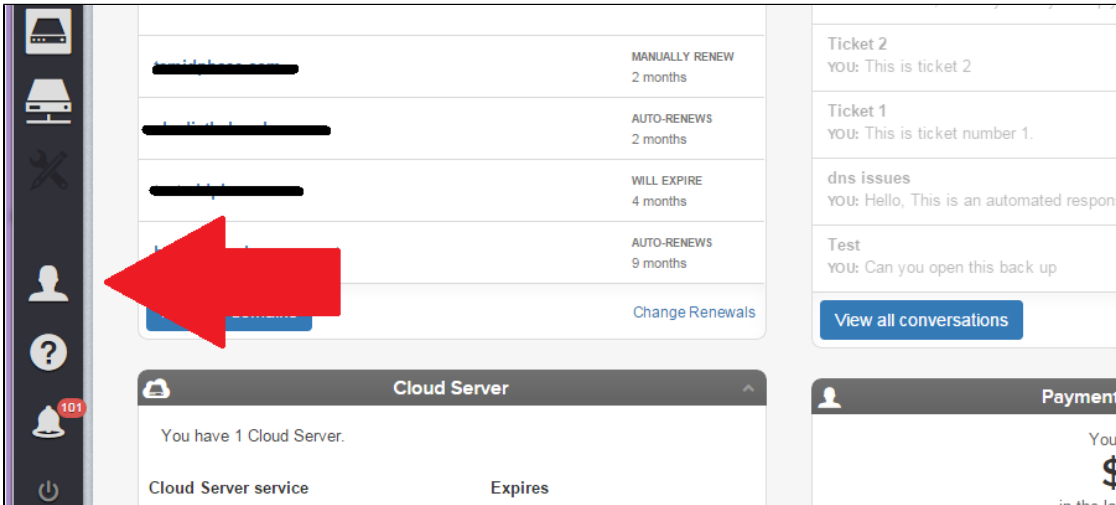 MANUALLY RENEW
2 months
AUTO-RENEWS
2 months
WILL EXPIRE
4 months
AUTO-RENEWS
9 months
Change Renewals
Ticket 2
YOU: This is ticket 2
Ticket 1
YOU: This is ticket number 1.
dns issues
YOU: Hello, This is an automated respon
Test
YOU: Can you open this back up
View all conversations
101
Cloud Server
You have 1 Cloud Server.
Cloud Server service
Expires
Payment
You
$
in the